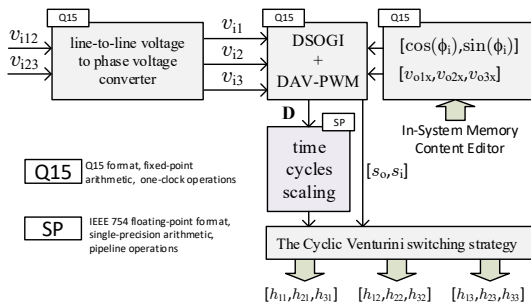 Q15
Q15
Q15
v_i12
v_i23
line-to-line voltage
to phase voltage
converter
v_i1
v_i2
v_i3
DSOGI
+
DAV-PWM
[cos(ϕ_i),sin(ϕ_i)]
[v_o1x,v_o2x,v_o3x]
In-System Memory
Content Editor
D
SP
time
cycles
scaling
[s_o,s_i]
Q15
Q15 format, fixed-point
arithmetic, one-clock operations
SP
IEEE 754 floating-point format,
single-precision arithmetic,
pipeline operations
The Cyclic Venturini switching strategy
[h_11,h_21,h_31]
[h_12,h_22,h_32]
[h_13,h_23,h_33]